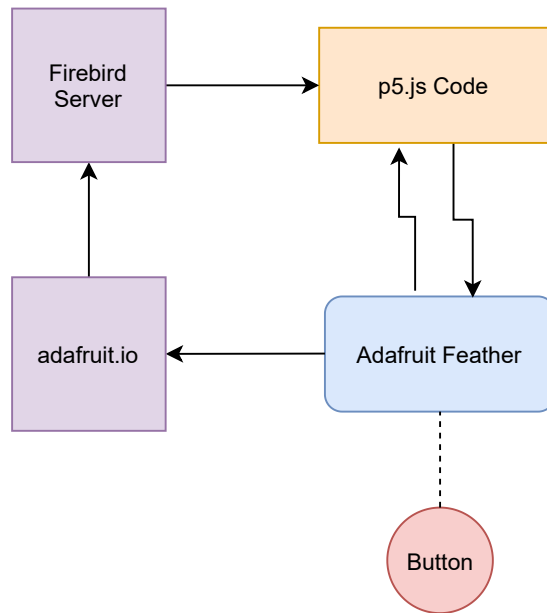 Firebird
Server
p5.js Code
adafruit.io
Adafruit Feather
Button